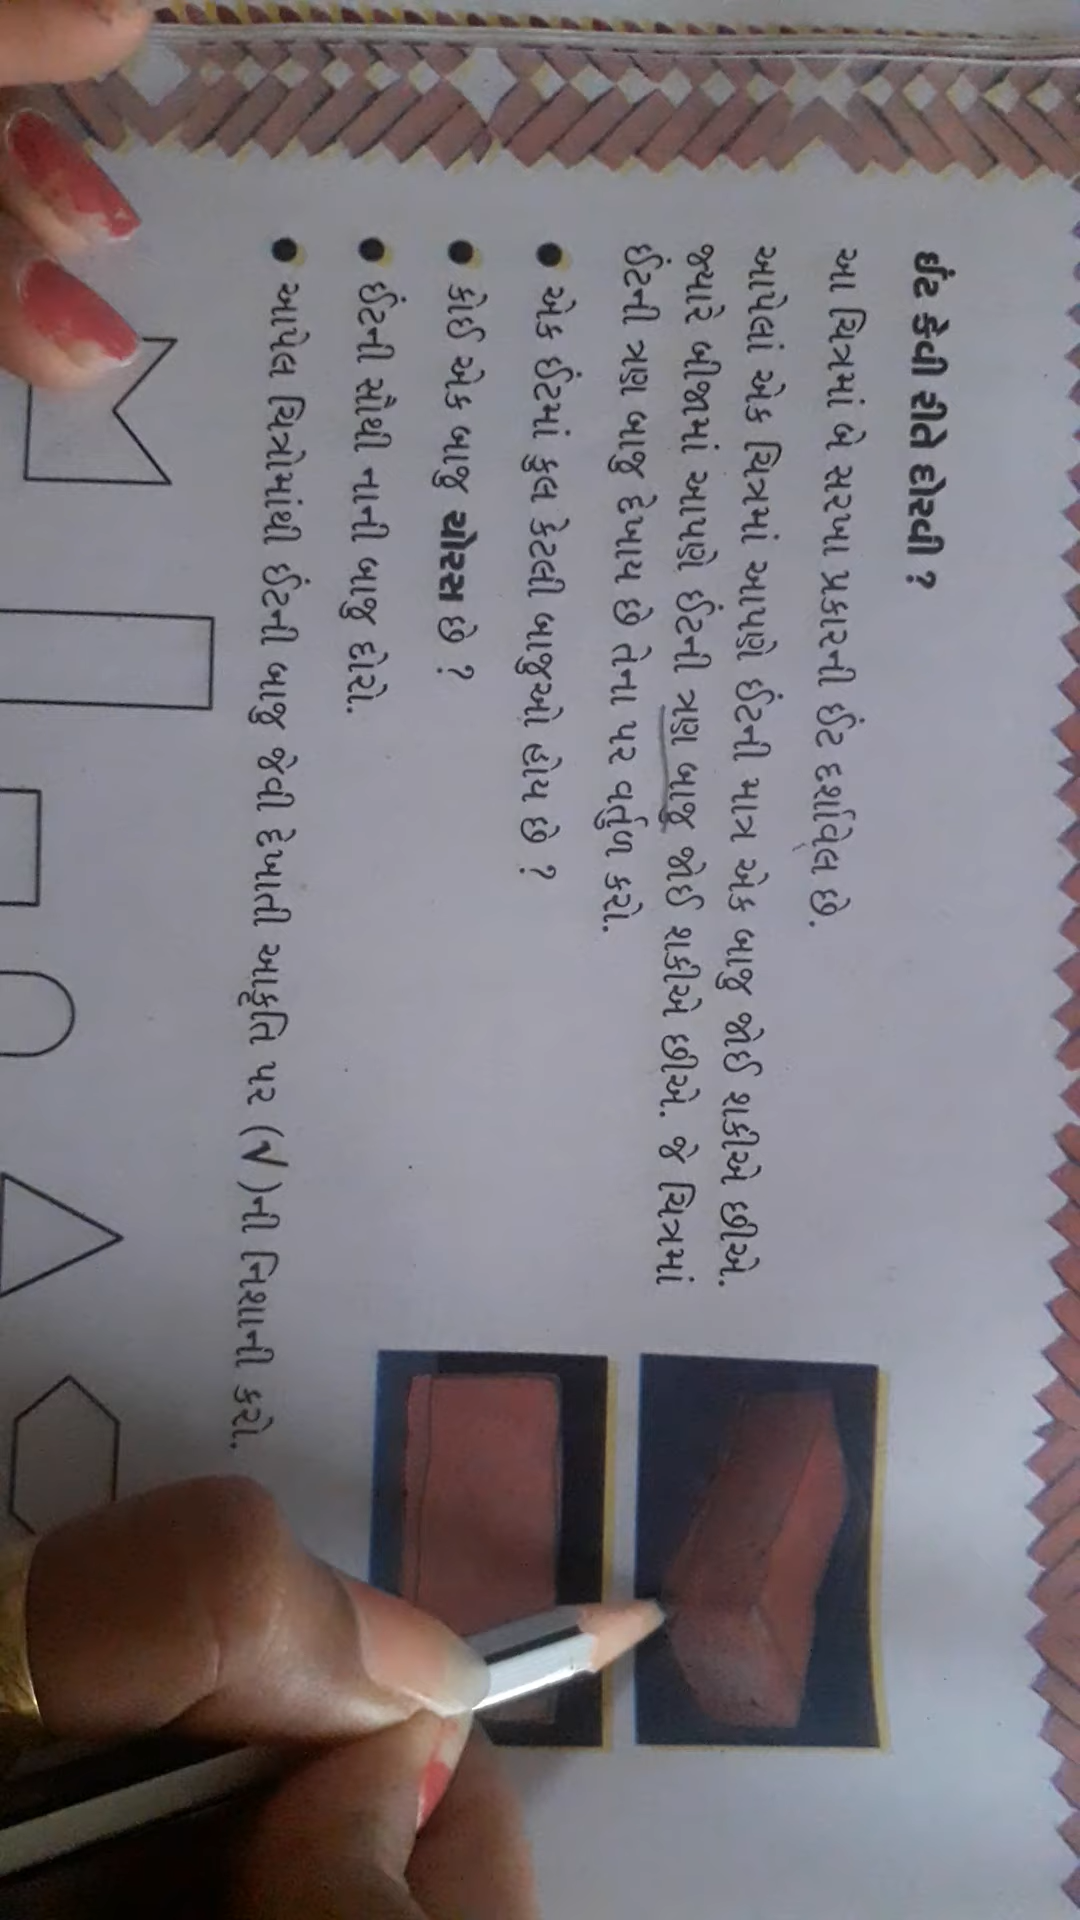 ઈંટ કેવી રીતે દોરવી ?
આ ચિત્રમાં બે સરખા પ્રકારની ઈંટ દર્શાવેલ છે.
આપેલાં એક ચિત્રમાં આપણે ઈંટની માત્ર એક બાજુ જોઈ શકીએ છીએ.
જ્યારે બીજામાં આપણે ઈંટની ત્રણ બાજુ જોઈ શકીએ છીએ. જે ચિત્રમાં
ઈંટની ત્રણ બાજુ દેખાય છે તેના પર વર્તુળ કરો.
● એક ઈંટમાં કુલ કેટલી બાજુઓ હોય છે ?
● કોઈ એક બાજુ ચોરસ છે ?
● ઈંટની સૌથી નાની બાજુ દોરો.
● આપેલ ચિત્રોમાંથી ઈંટની બાજુ જેવી દેખાતી આકૃતિ પર (√)ની નિશાની કરો.